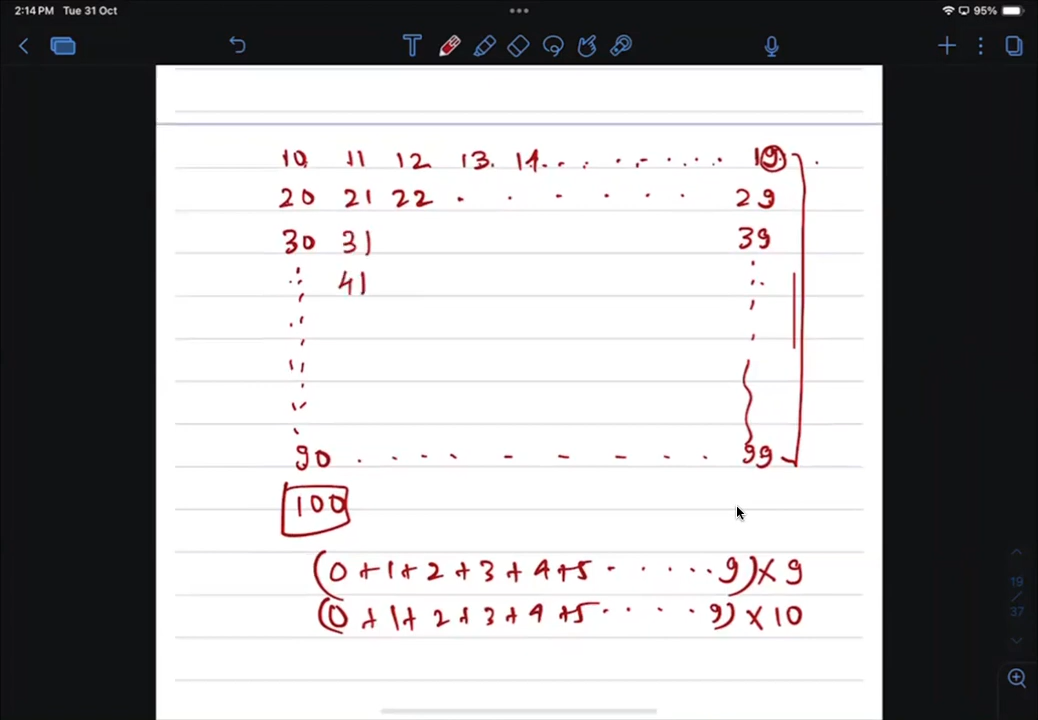 2:14 PM Tue 31 Oct 95%
10 11 12 13. 14. . . . . - . . . . 19 .
20 21 22 . . . . . . 29
30 31 39
41
90 . . . . - - - - . 99
100
(0 + 1 + 2 + 3 + 4 + 5 . . . . . . . 9) × 9
(0 + 1 + 2 + 3 + 4 + 5 . . . . . 9) × 10
19
/
37